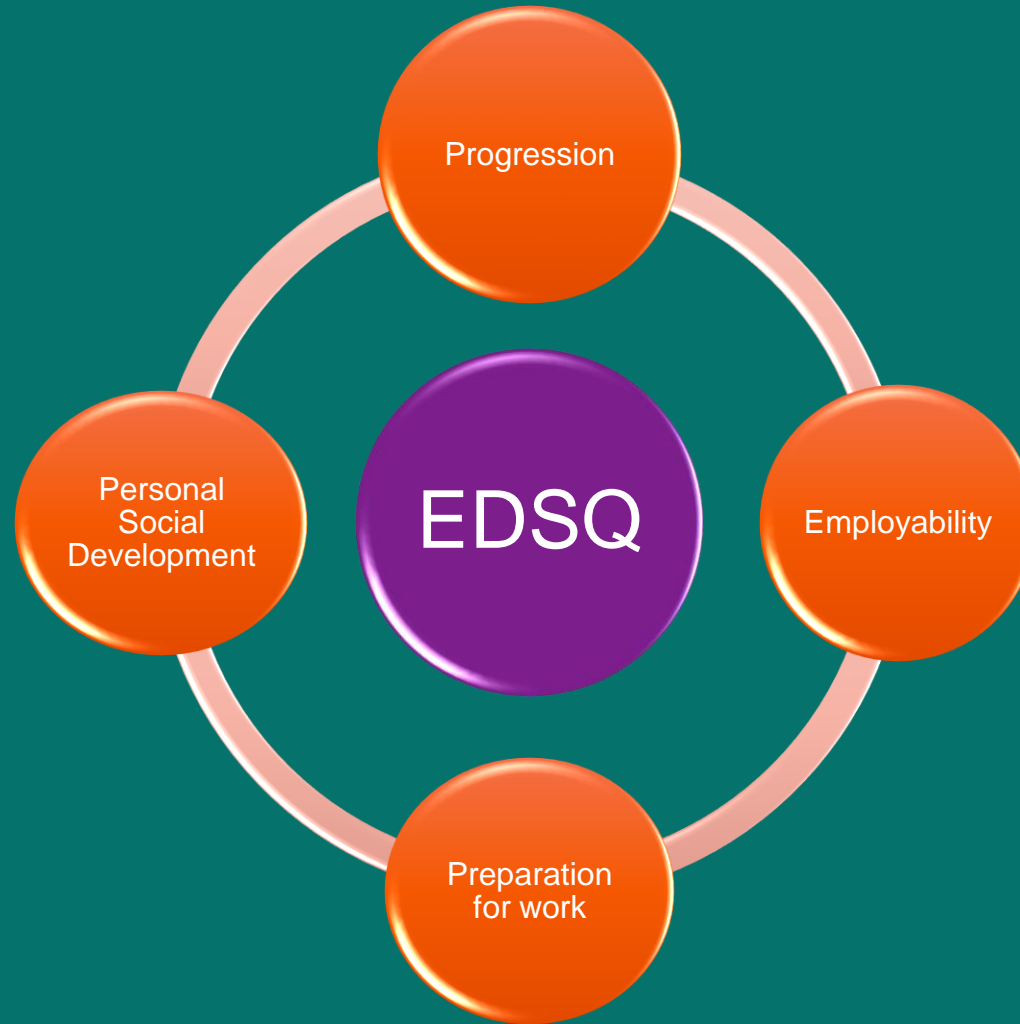 Progression
Personal
Social
Development
EDSQ
Employability
Preparation
for work